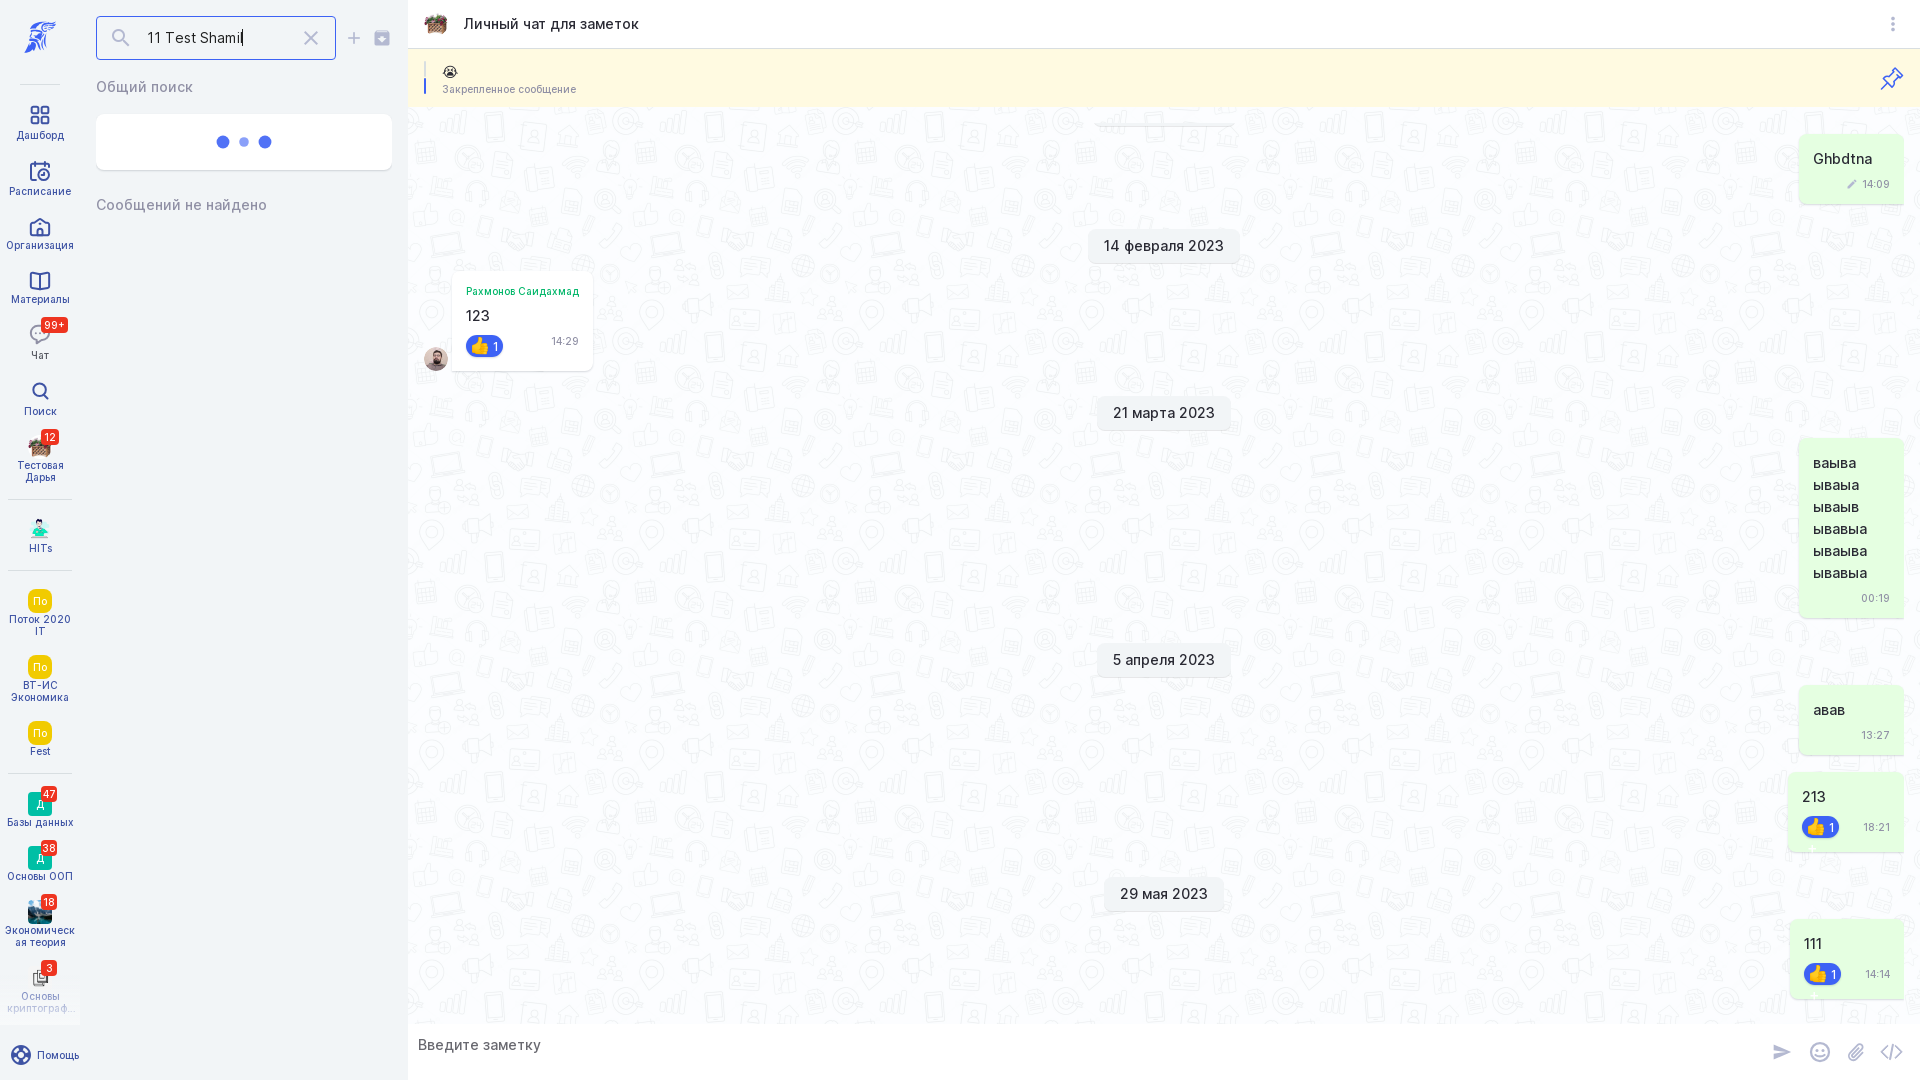 11 Test Shamil
Общий поиск
Сообщений не найдено
Дашборд
Расписание
Организация
Материалы
99+
Чат
Поиск
12
Тестовая
Дарья
HITs
По
Поток 2020
IT
По
ВТ-ИС
Экономика
По
Fest
47
Д
Базы данных
38
Д
Основы ООП
18
Экономическ
ая теория
3
Основы
криптограф...
Помощь
Личный чат для заметок
Закрепленное сообщение
Ghbdtna
14:09
14 февраля 2023
Рахмонов Саидахмад
123
1
14:29
21 марта 2023
ваыва
ываыа
ываыв
ывавыа
ываыва
ывавыа
00:19
5 апреля 2023
авав
13:27
213
1
18:21
29 мая 2023
111
1
14:14
Введите заметку